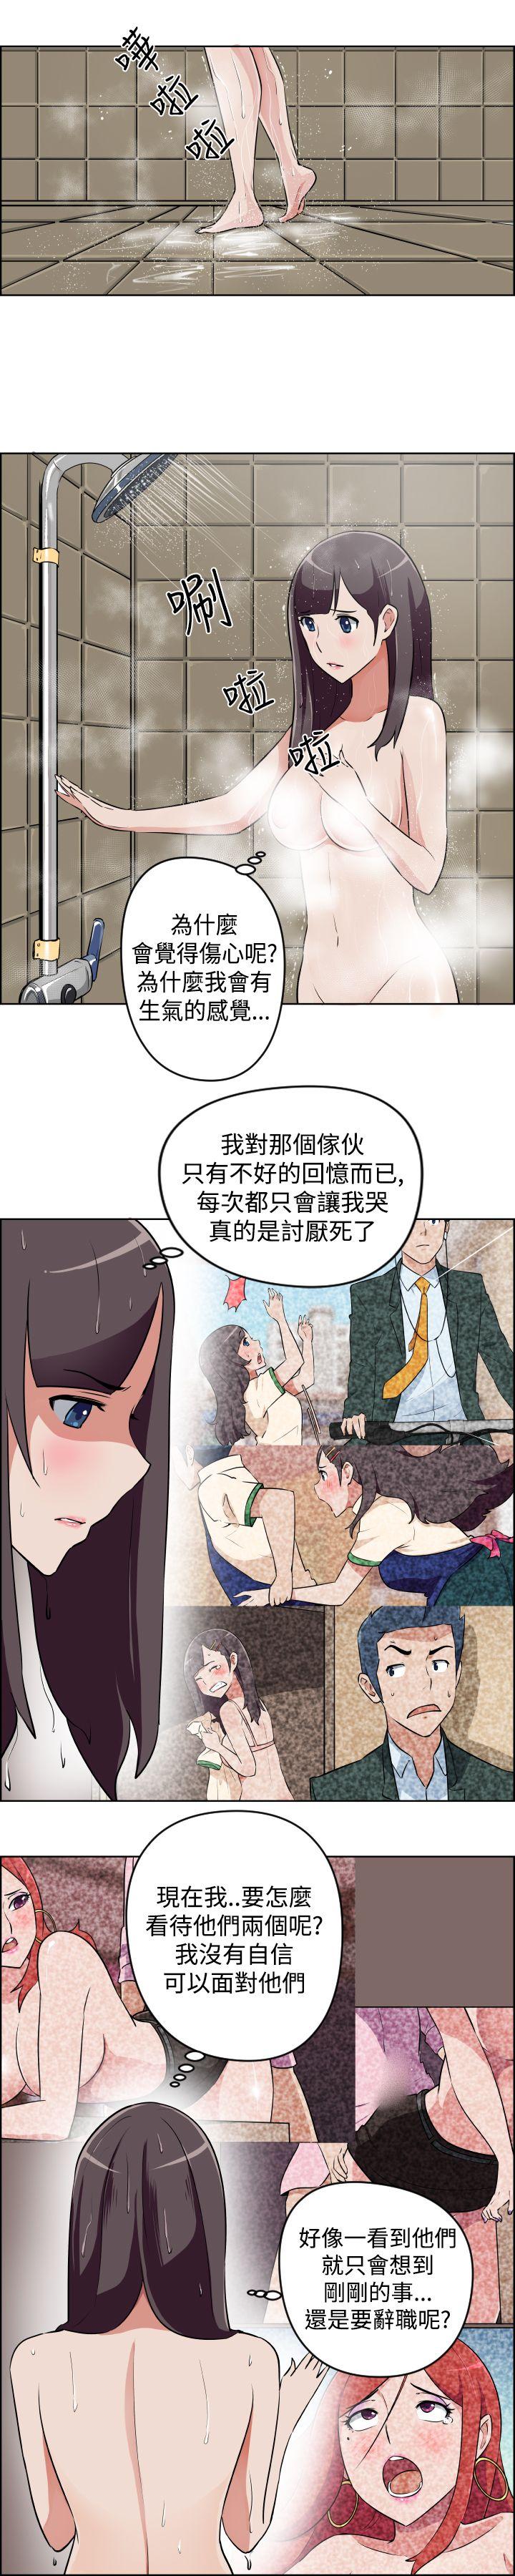 嘩
啦
啦
唰
啦
啦
為什麼
會覺得傷心呢?
為什麼我會有
生氣的感覺...
我對那個傢伙
只有不好的回憶而已,
每次都只會讓我哭
真的是討厭死了
現在我..要怎麼
看待他們兩個呢?
我沒有自信
可以面對他們
好像一看到他們
就只會想到
剛剛的事...
還是要辭職呢?